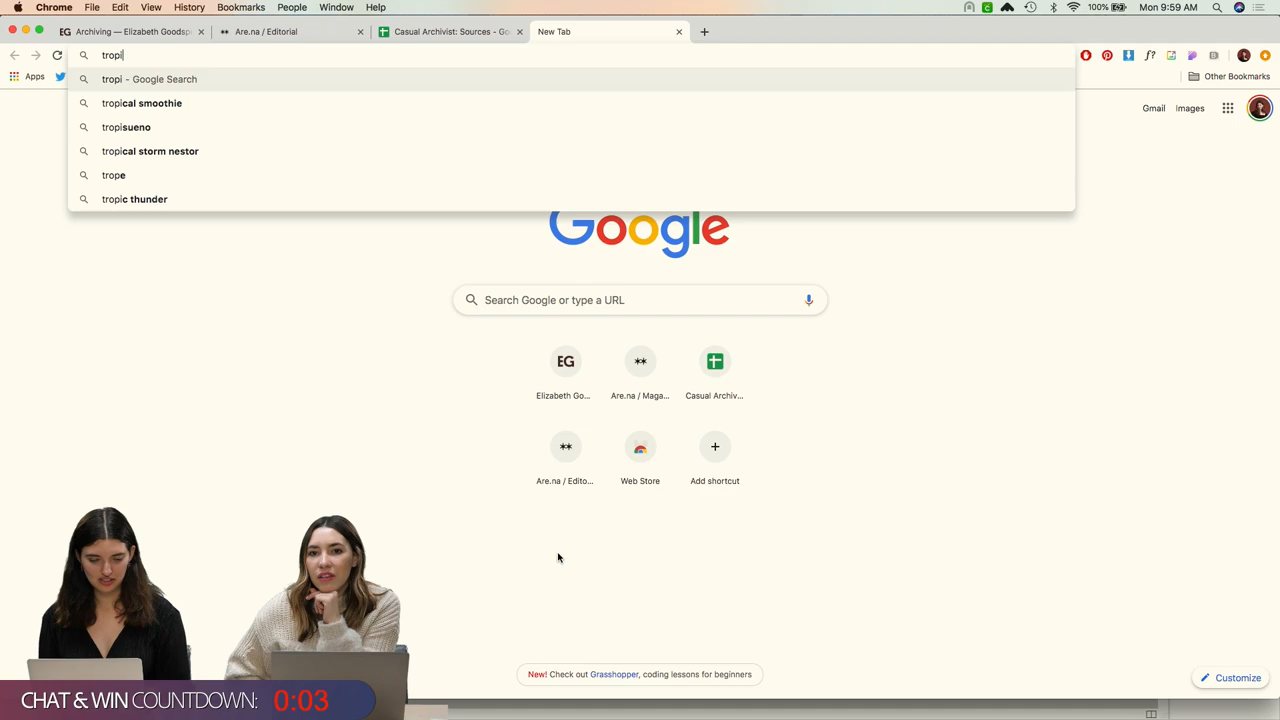 Chrome File Edit View History Bookmarks People Window Help
100% Mon 9:59 AM
EG Archiving — Elizabeth Goodsp
Are.na / Editorial
Casual Archivist: Sources - Go
New Tab
tropi
Apps
Other Bookmarks
tropi - Google Search
tropical smoothie
tropisueno
tropical storm nestor
trope
tropic thunder
Gmail Images
Google
Search Google or type a URL
EG
Elizabeth Go... Are.na / Maga... Casual Archiv...
Are.na / Edito... Web Store Add shortcut
New! Check out Grasshopper, coding lessons for beginners
Customize
CHAT & WIN COUNTDOWN: 0:03